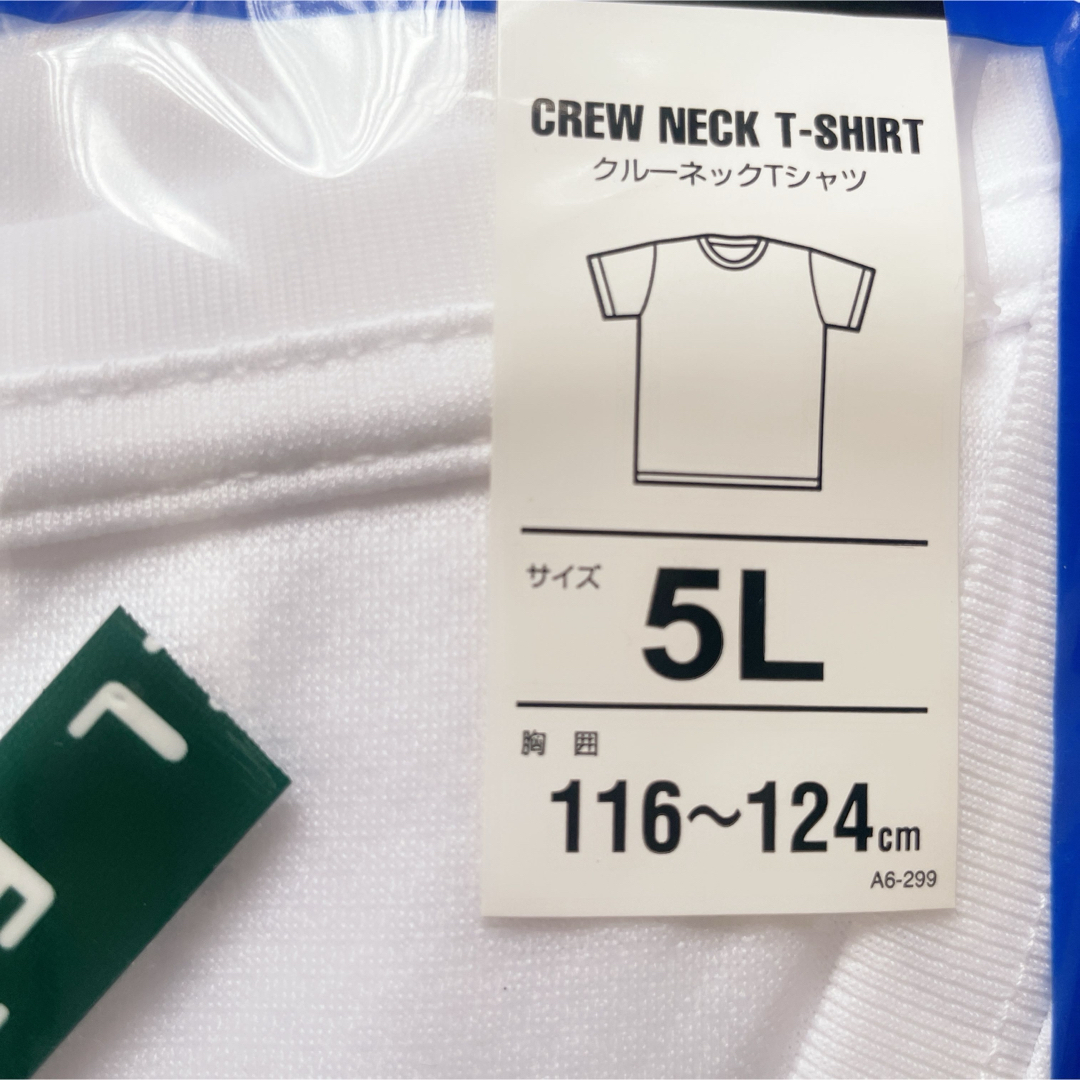 CREW NECK T-SHIRT
クルーネックTシャツ
サイズ
5L
胸 囲
116〜124cm
A6-299